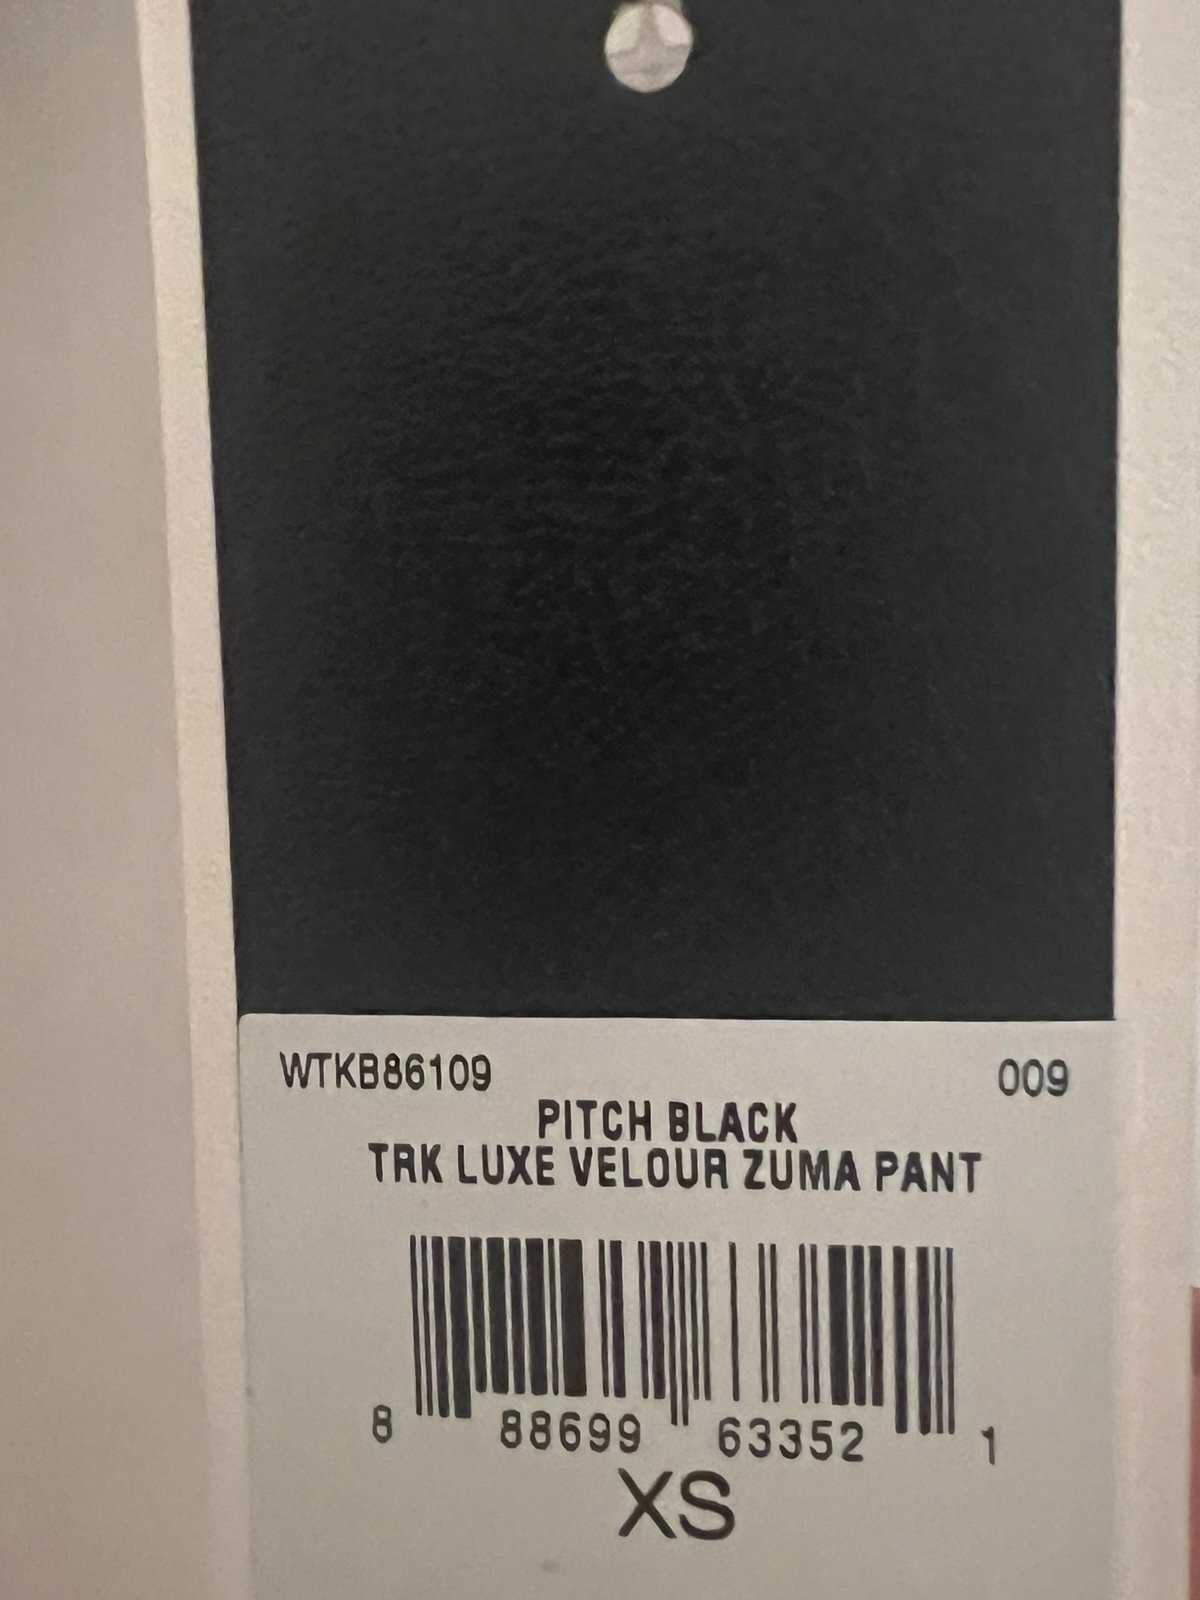 WTKB86109 009
PITCH BLACK
TRK LUXE VELOUR ZUMA PANT
8 88699 63352 1
XS